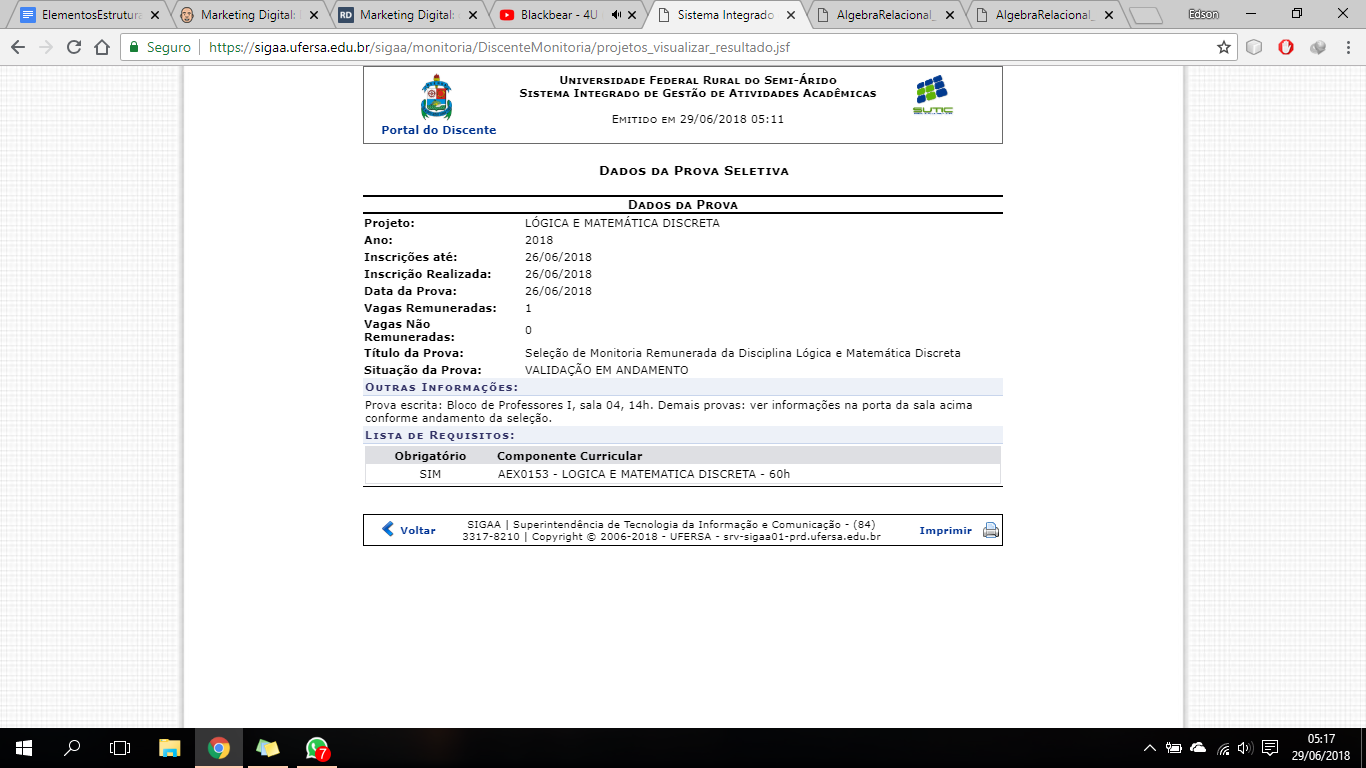 ElementosEstrutura
Marketing Digital:
RD Marketing Digital:
Blackbear - 4U
Sistema Integrado
AlgebraRelacional_
AlgebraRelacional_
Edson
Seguro
https://sigaa.ufersa.edu.br/sigaa/monitoria/DiscenteMonitoria/projetos_visualizar_resultado.jsf
Universidade Federal Rural do Semi-Árido
Sistema Integrado de Gestão de Atividades Acadêmicas
Emitido em 29/06/2018 05:11
Portal do Discente
SUTIC
Dados da Prova Seletiva
Dados da Prova
Projeto: LÓGICA E MATEMÁTICA DISCRETA
Ano: 2018
Inscrições até: 26/06/2018
Inscrição Realizada: 26/06/2018
Data da Prova: 26/06/2018
Vagas Remuneradas: 1
Vagas Não
Remuneradas: 0
Título da Prova: Seleção de Monitoria Remunerada da Disciplina Lógica e Matemática Discreta
Situação da Prova: VALIDAÇÃO EM ANDAMENTO
Outras Informações:
Prova escrita: Bloco de Professores I, sala 04, 14h. Demais provas: ver informações na porta da sala acima
conforme andamento da seleção.
Lista de Requisitos:
Obrigatório Componente Curricular
SIM AEX0153 - LOGICA E MATEMATICA DISCRETA - 60h
Voltar
SIGAA | Superintendência de Tecnologia da Informação e Comunicação - (84)
3317-8210 | Copyright © 2006-2018 - UFERSA - srv-sigaa01-prd.ufersa.edu.br
Imprimir
7
05:17
29/06/2018